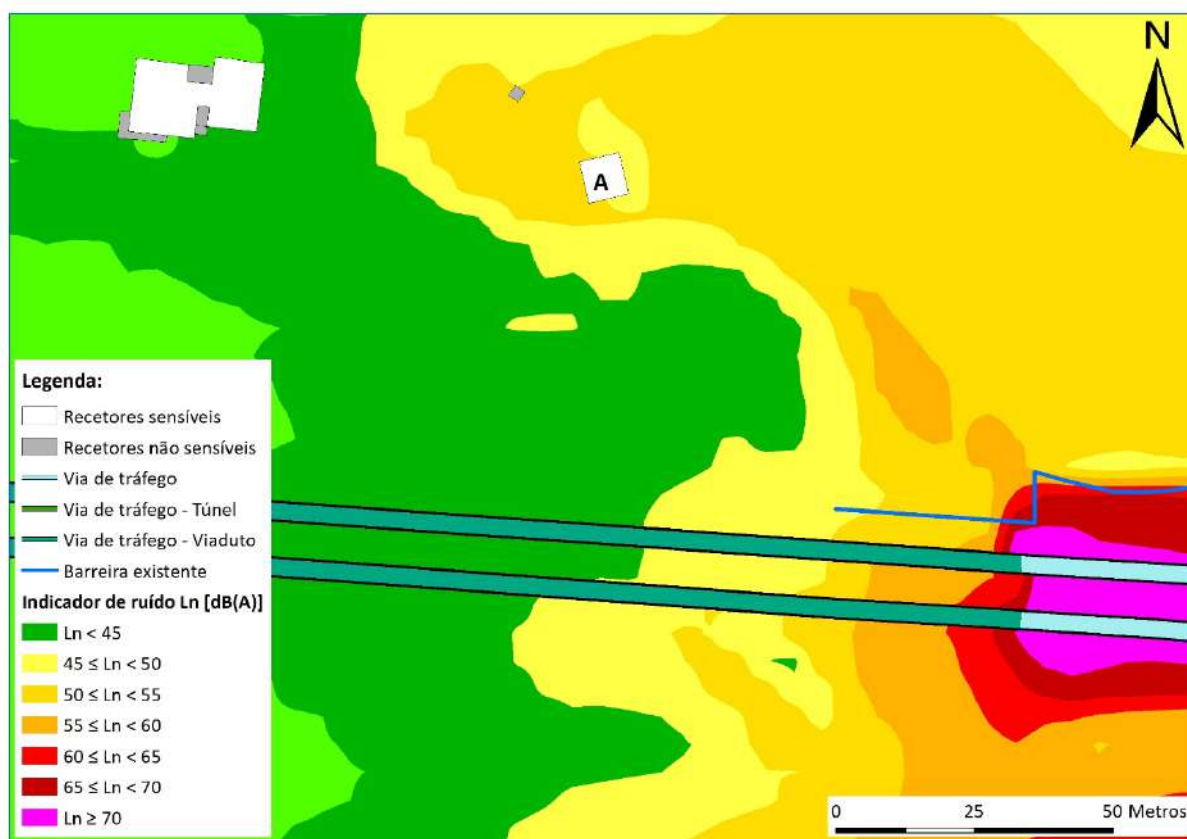 N
A
Legenda:
Recetores sensíveis
Recetores não sensíveis
Via de tráfego
Via de tráfego - Túnel
Via de tráfego - Viaduto
Barreira existente
Indicador de ruído Ln [dB(A)]
Ln < 45
45 ≤ Ln < 50
50 ≤ Ln < 55
55 ≤ Ln < 60
60 ≤ Ln < 65
65 ≤ Ln < 70
Ln ≥ 70
0 25 50 Metros